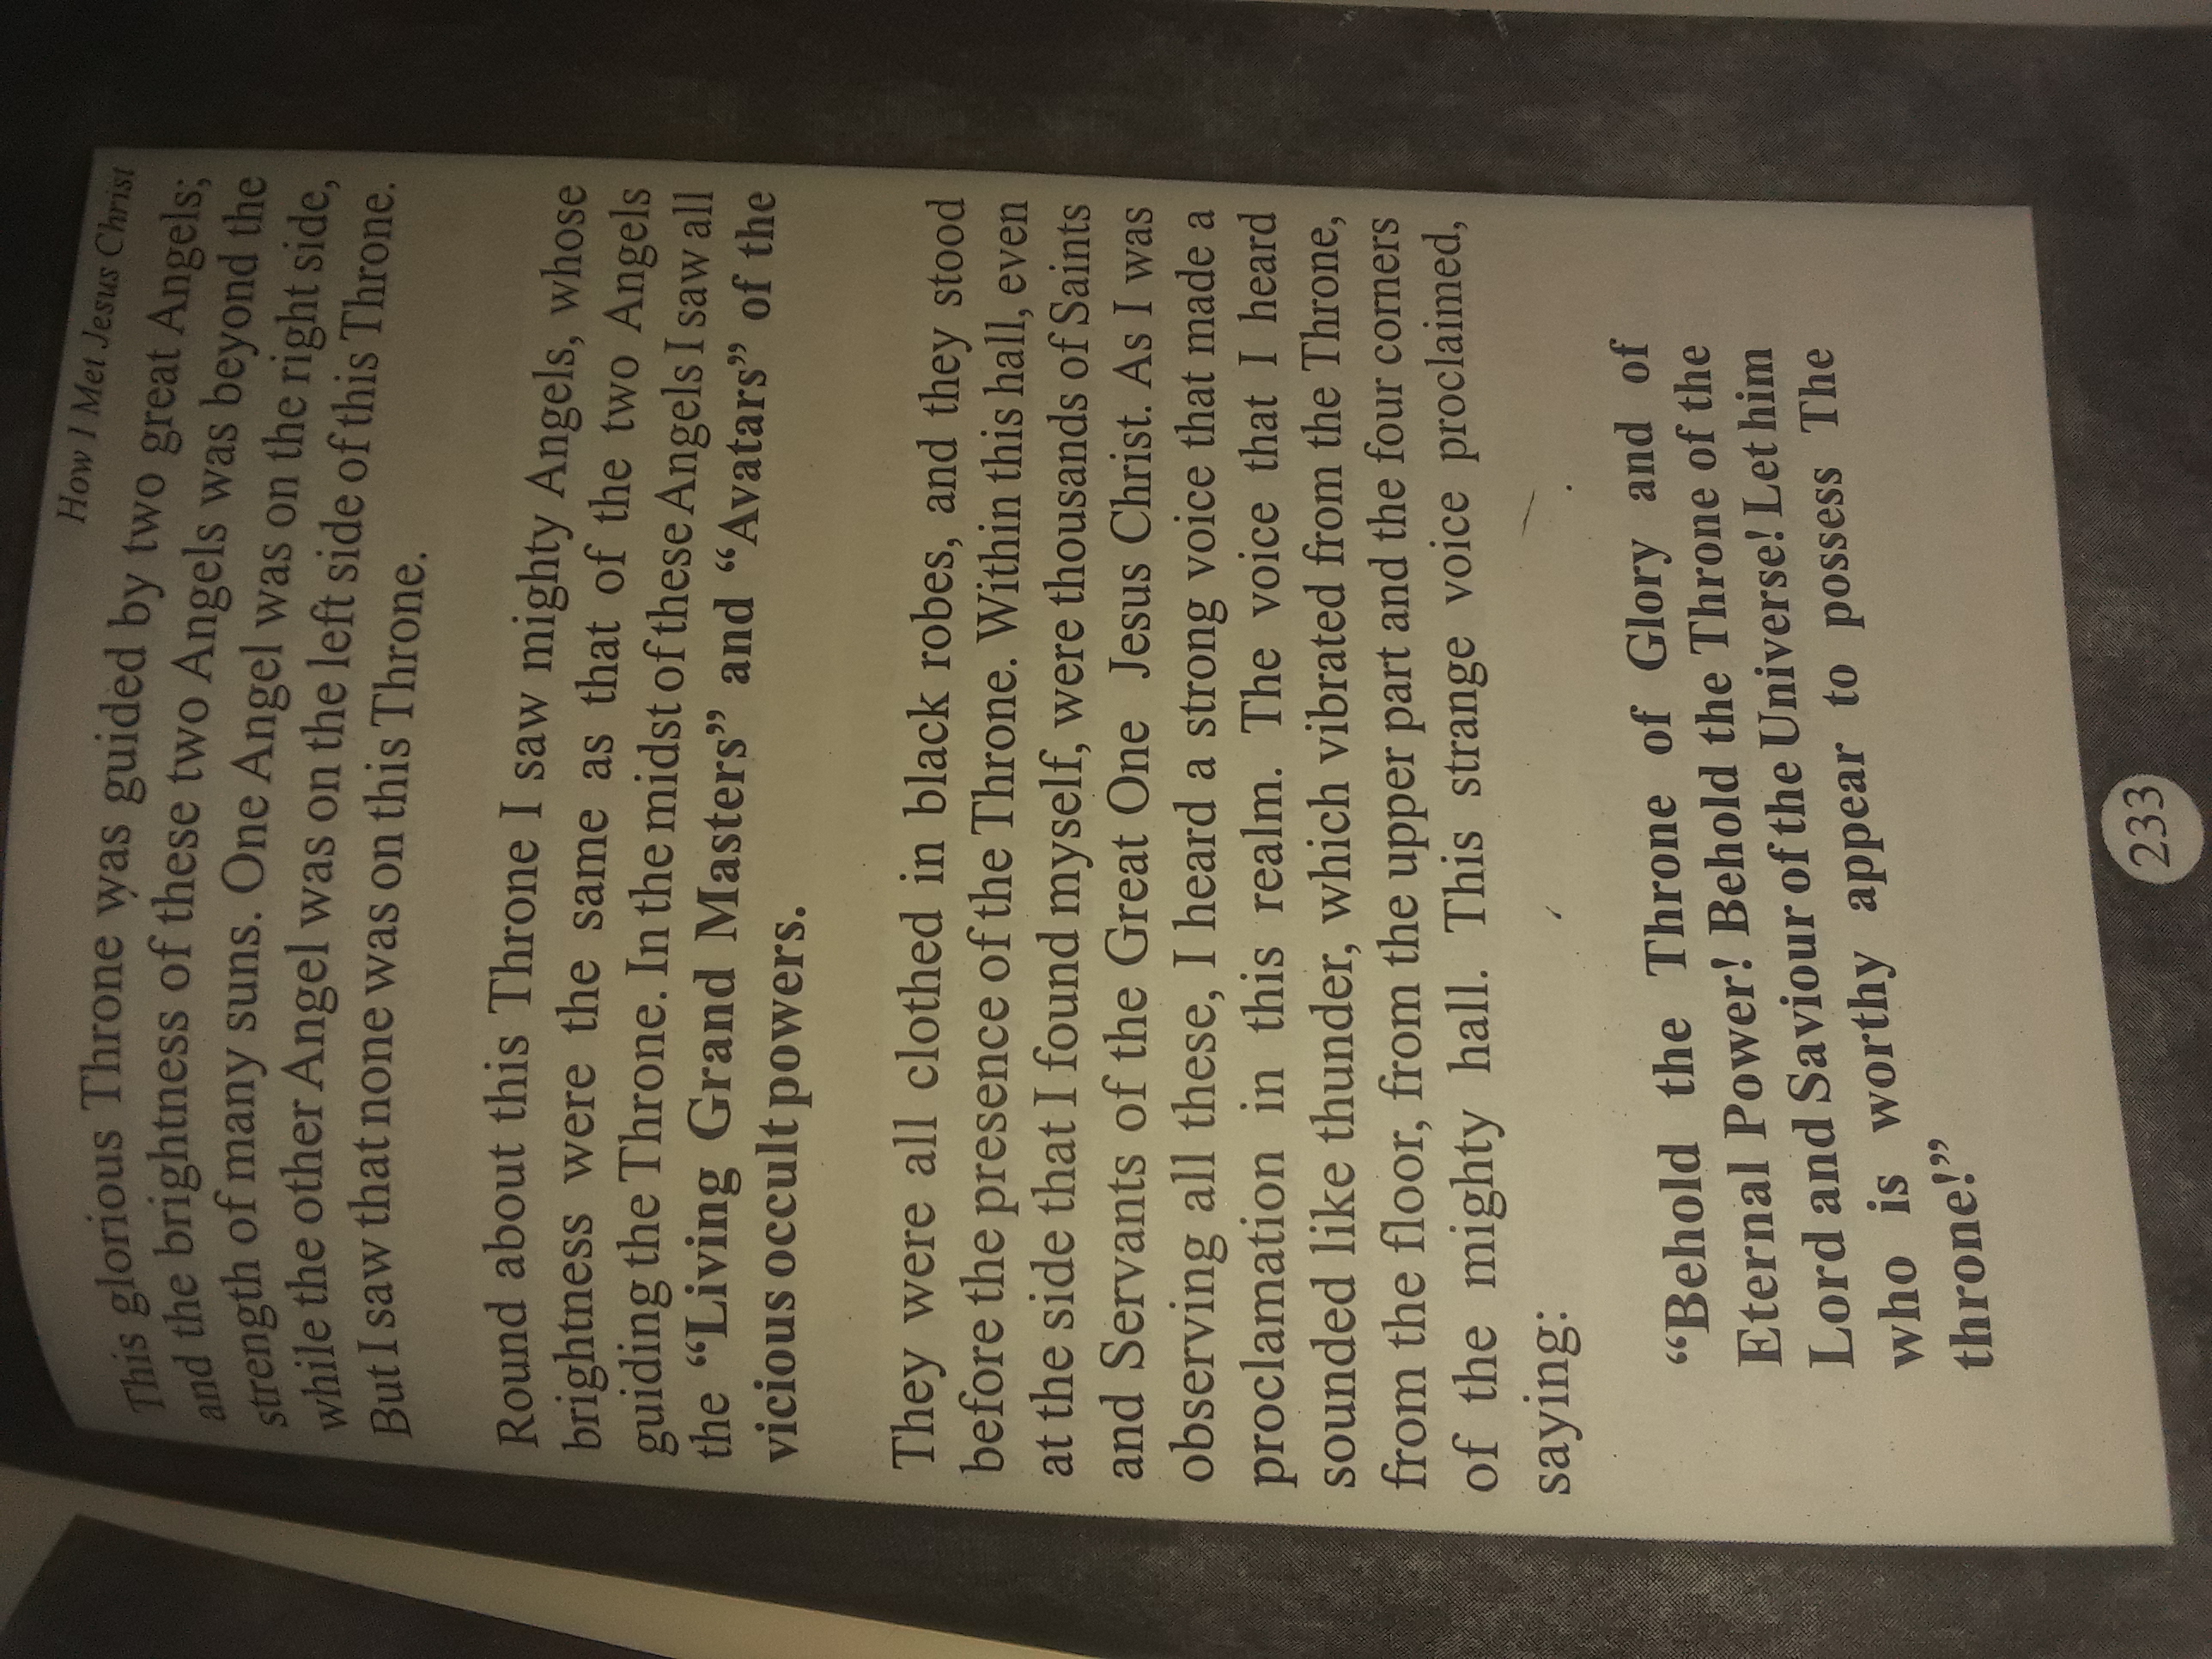 How I Met Jesus Christ
This glorious Throne was guided by two great Angels;
and the brightness of these two Angels was beyond the
strength of many suns. One Angel was on the right side,
while the other Angel was on the left side of this Throne.
But I saw that none was on this Throne.
Round about this Throne I saw mighty Angels, whose
brightness were the same as that of the two Angels
guiding the Throne. In the midst of these Angels I saw all
the “Living Grand Masters” and “Avatars” of the
vicious occult powers.
They were all clothed in black robes, and they stood
before the presence of the Throne. Within this hall, even
at the side that I found myself, were thousands of Saints
and Servants of the Great One Jesus Christ. As I was
observing all these, I heard a strong voice that made a
proclamation in this realm. The voice that I heard
sounded like thunder, which vibrated from the Throne,
from the floor, from the upper part and the four corners
of the mighty hall. This strange voice proclaimed,
saying:
“Behold the Throne of Glory and of
Eternal Power! Behold the Throne of the
Lord and Saviour of the Universe! Let him
who is worthy appear to possess The
throne!”
233